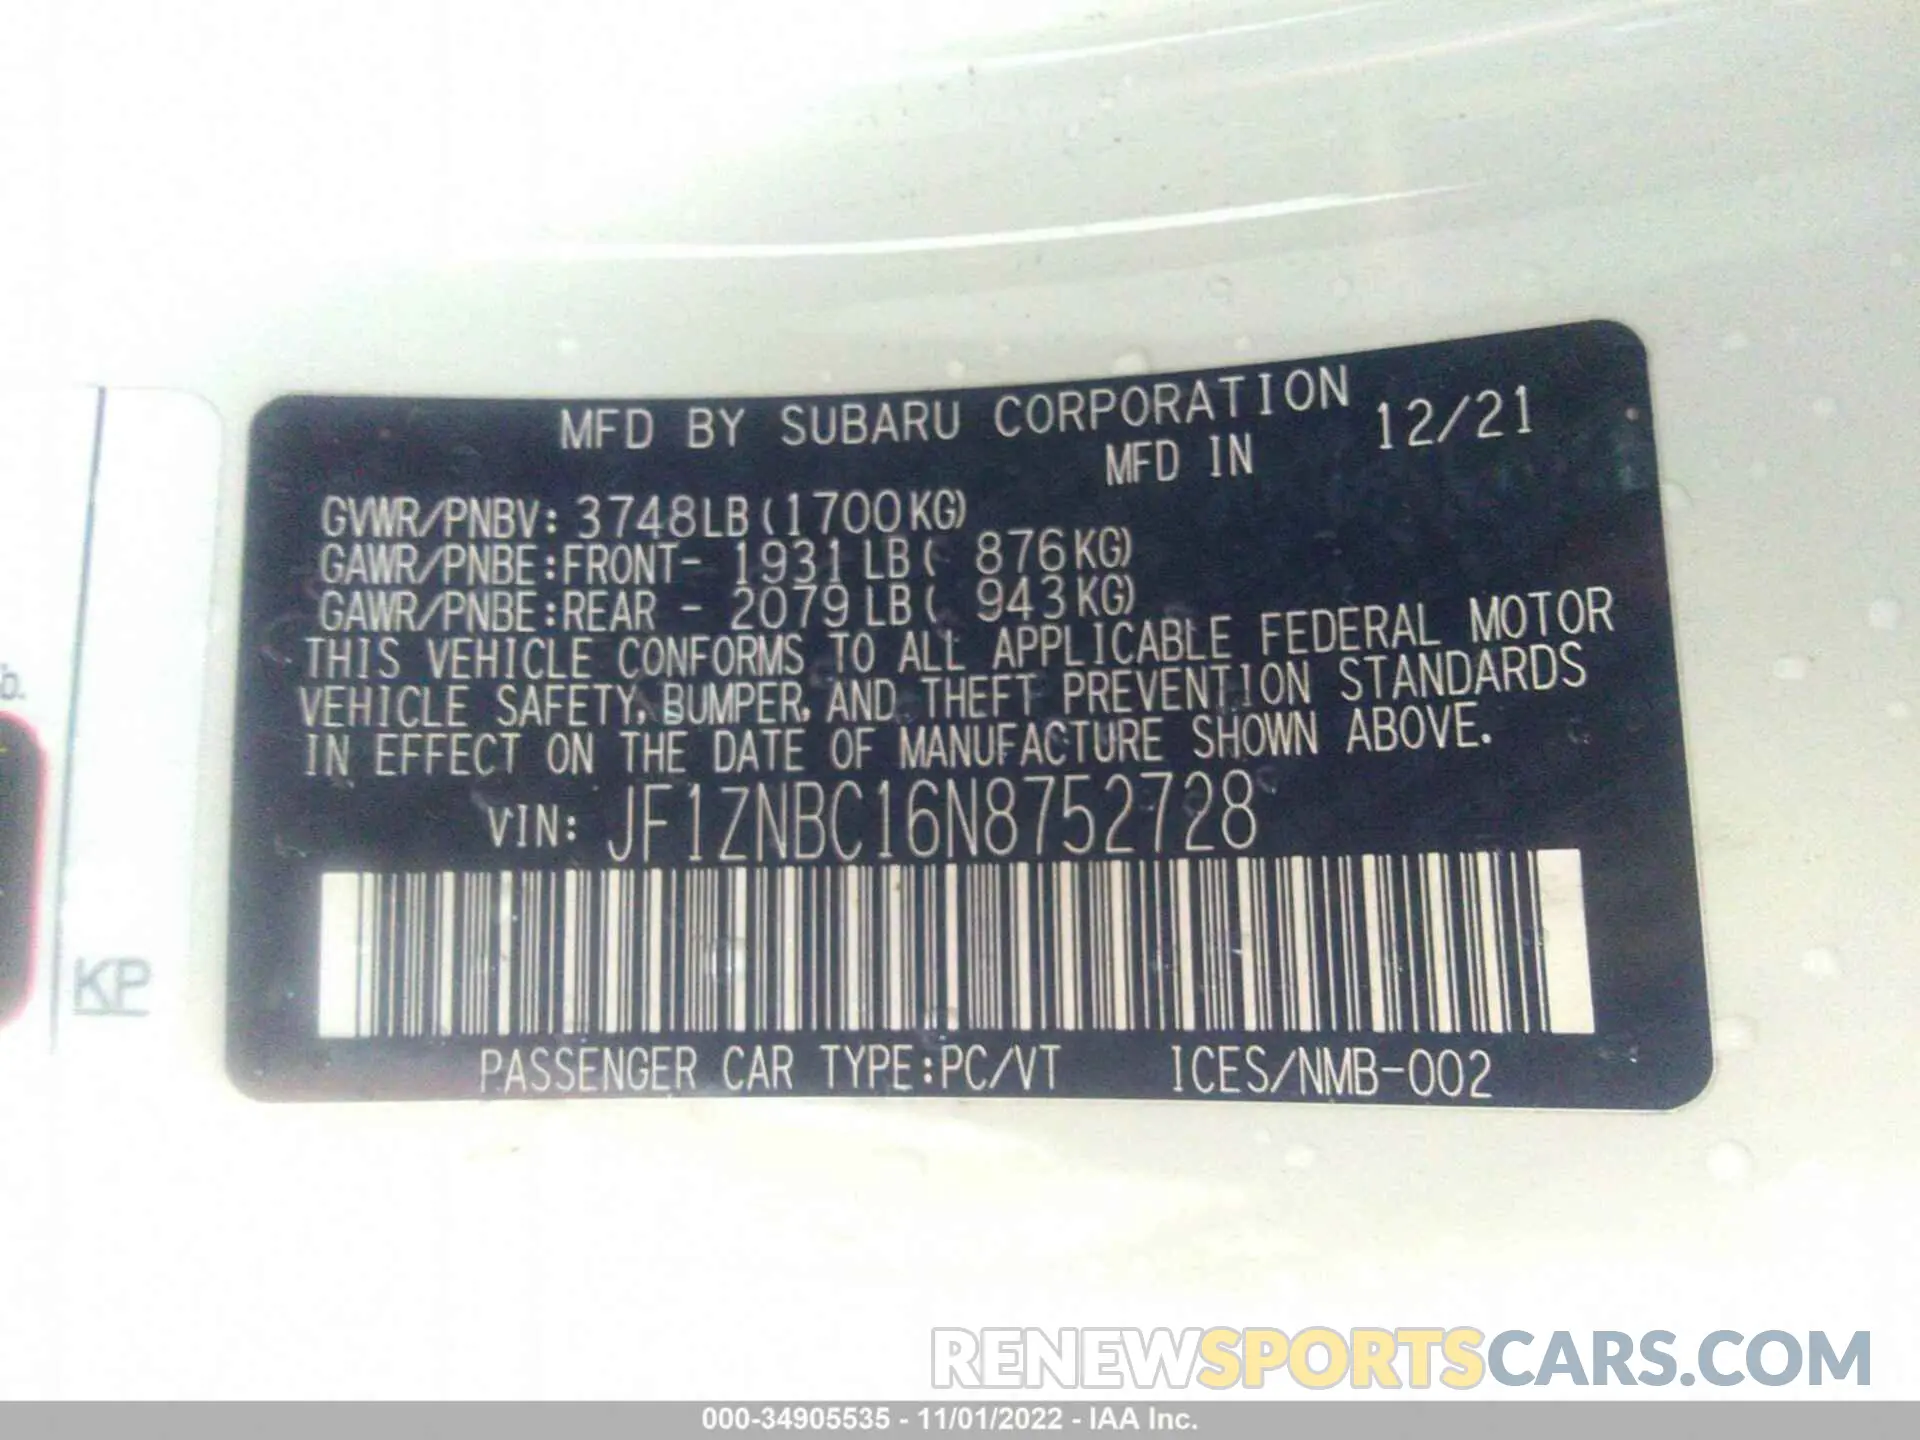 MFD BY SUBARU CORPORATION 12/21
MFD IN
GVWR/PNBV: 3748LB(1700KG)
GAWR/PNBE:FRONT- 1931LB( 876KG)
GAWR/PNBE:REAR - 2079LB( 943KG)
THIS VEHICLE CONFORMS TO ALL APPLICABLE FEDERAL MOTOR
VEHICLE SAFETY, BUMPER, AND THEFT PREVENTION STANDARDS
IN EFFECT ON THE DATE OF MANUFACTURE SHOWN ABOVE.
VIN: JF1ZNBC16N8752728
KP
PASSENGER CAR TYPE:PC/VT ICES/NMB-002
RENEWSPORTSCARS.COM
000-34905535 - 11/01/2022 - IAA Inc.